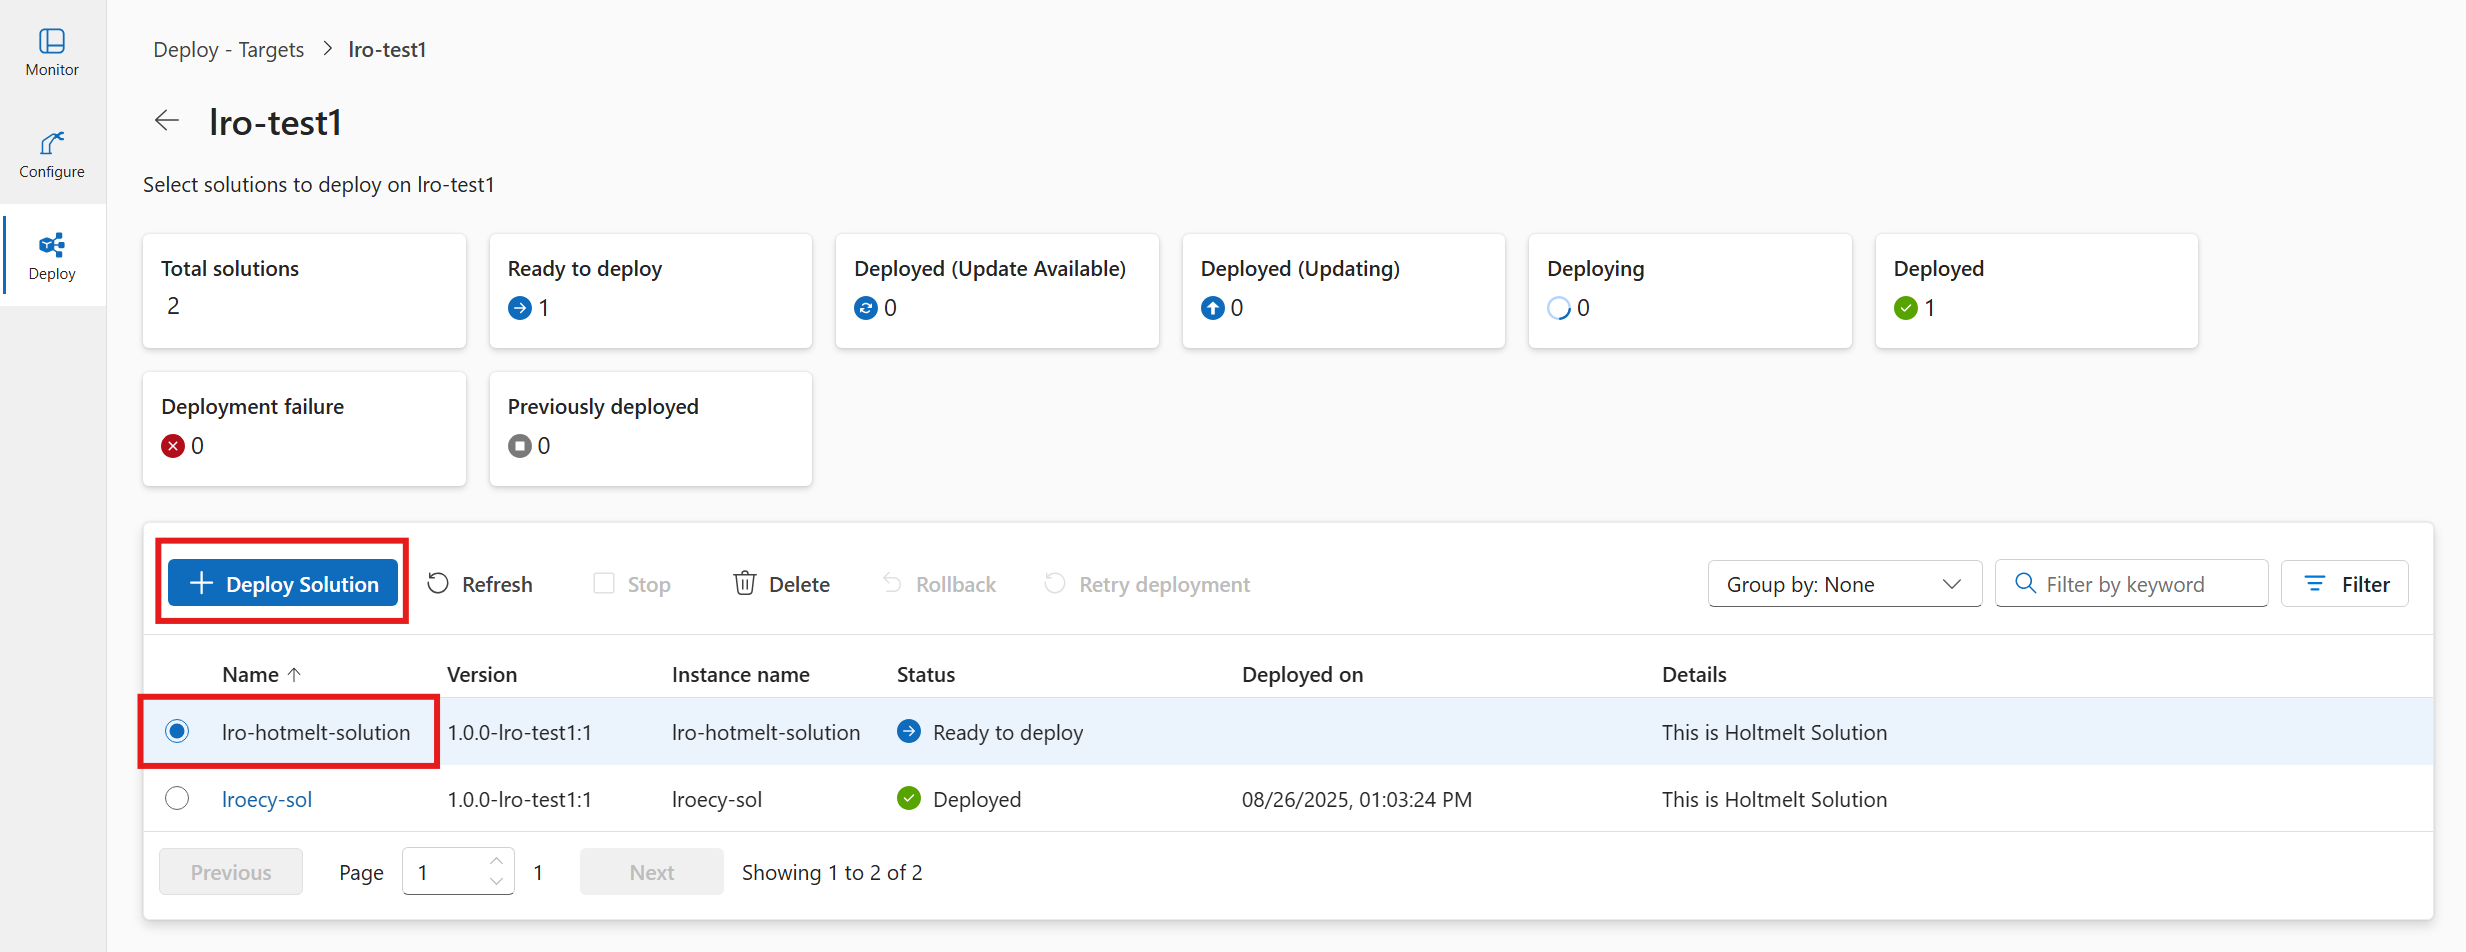 Monitor
Configure
Deploy
Deploy - Targets > lro-test1
lro-test1
Select solutions to deploy on lro-test1
Total solutions
2
Ready to deploy
1
Deployed (Update Available)
0
Deployed (Updating)
0
Deploying
0
Deployed
1
Deployment failure
0
Previously deployed
0
Deploy Solution Refresh Stop Delete Rollback Retry deployment Group by: None Filter by keyword Filter
Name Version Instance name Status Deployed on Details
lro-hotmelt-solution 1.0.0-lro-test1:1 lro-hotmelt-solution Ready to deploy This is Holtmelt Solution
lroecy-sol 1.0.0-lro-test1:1 lroecy-sol Deployed 08/26/2025, 01:03:24 PM This is Holtmelt Solution
Previous Page 1 1 Next Showing 1 to 2 of 2